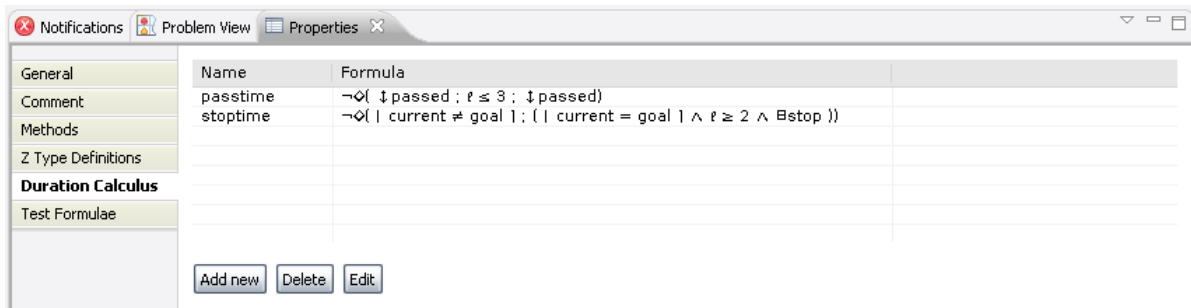 Notifications Problem View Properties
General
Comment
Methods
Z Type Definitions
Duration Calculus
Test Formulae
Name Formula
passtime ¬◇( ↕passed ; ℓ ≤ 3 ; ↕passed)
stoptime ¬◇( ⌈ current ≠ goal ⌉ ; ( ⌈ current = goal ⌉ ∧ ℓ ≥ 2 ∧ ⊟stop ))
Add new Delete Edit